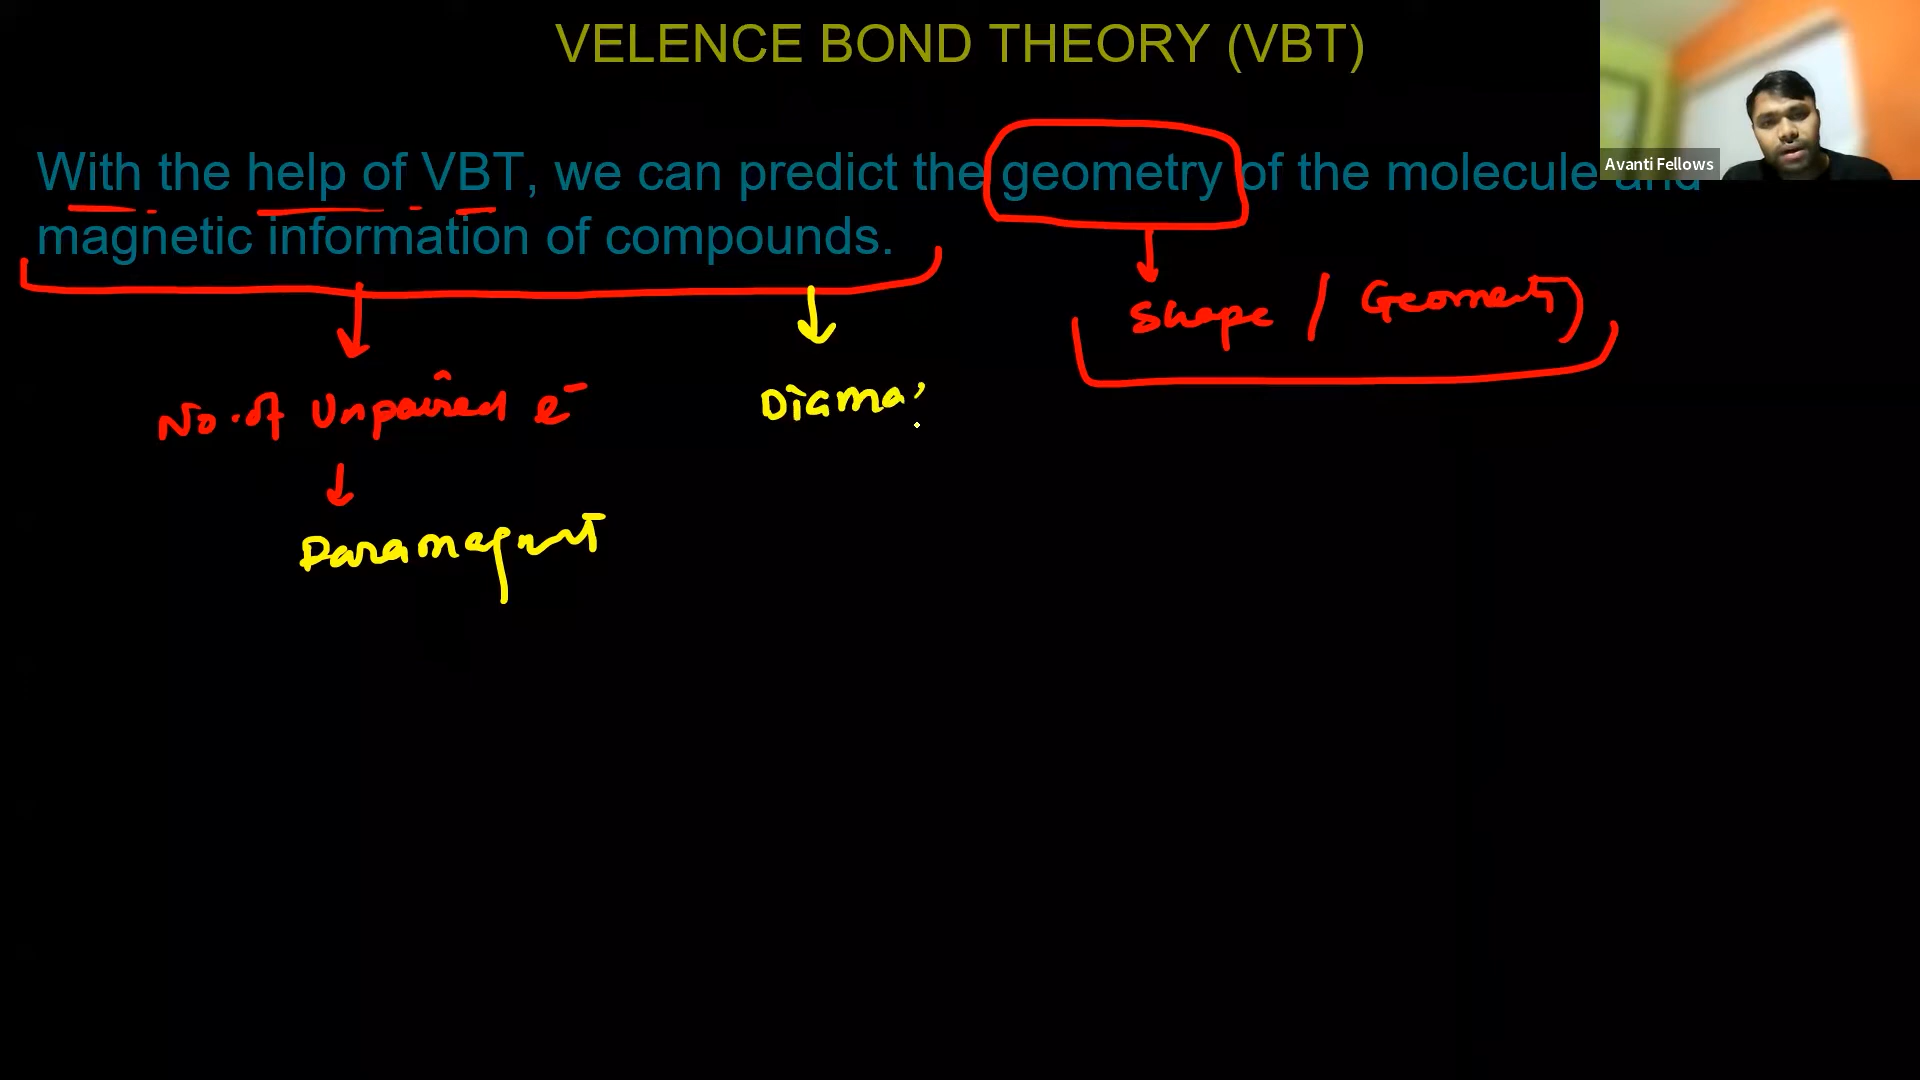 VELENCE BOND THEORY (VBT)
Avanti Fellows
With the help of VBT, we can predict the geometry of the molecule and
magnetic information of compounds.
Shape / Geometry
No. of Unpaired e-
Diama